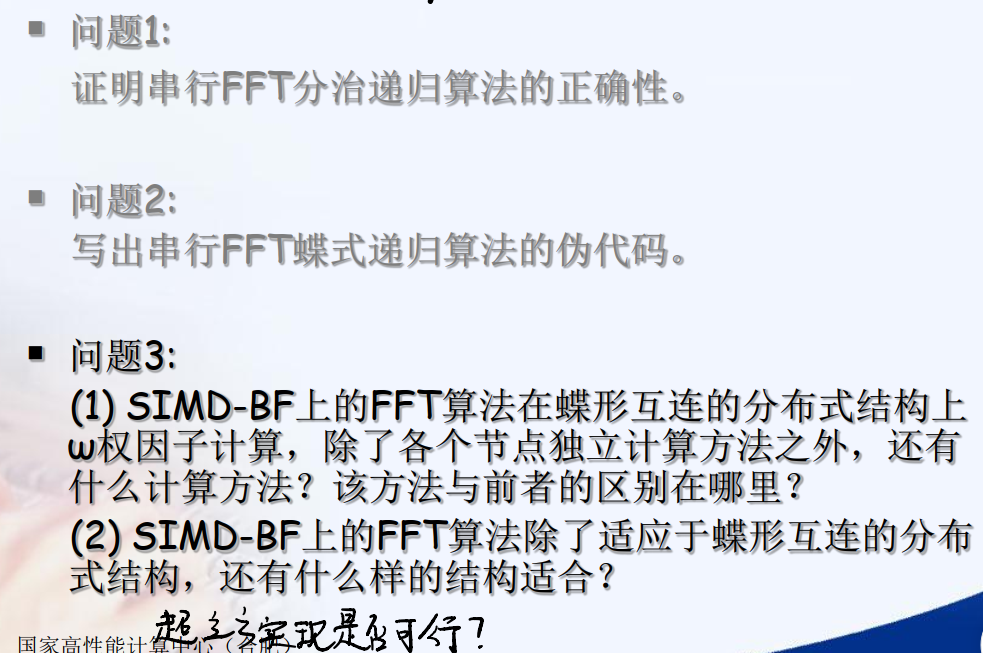 问题1:
证明串行FFT分治递归算法的正确性。
问题2:
写出串行FFT蝶式递归算法的伪代码。
问题3:
(1) SIMD-BF上的FFT算法在蝶形互连的分布式结构上
ω权因子计算，除了各个节点独立计算方法之外，还有
什么计算方法？该方法与前者的区别在哪里？
(2) SIMD-BF上的FFT算法除了适应于蝶形互连的分布
式结构，还有什么样的结构适合？
超立方实现是否可行？
国家高性能计算中心（合肥）